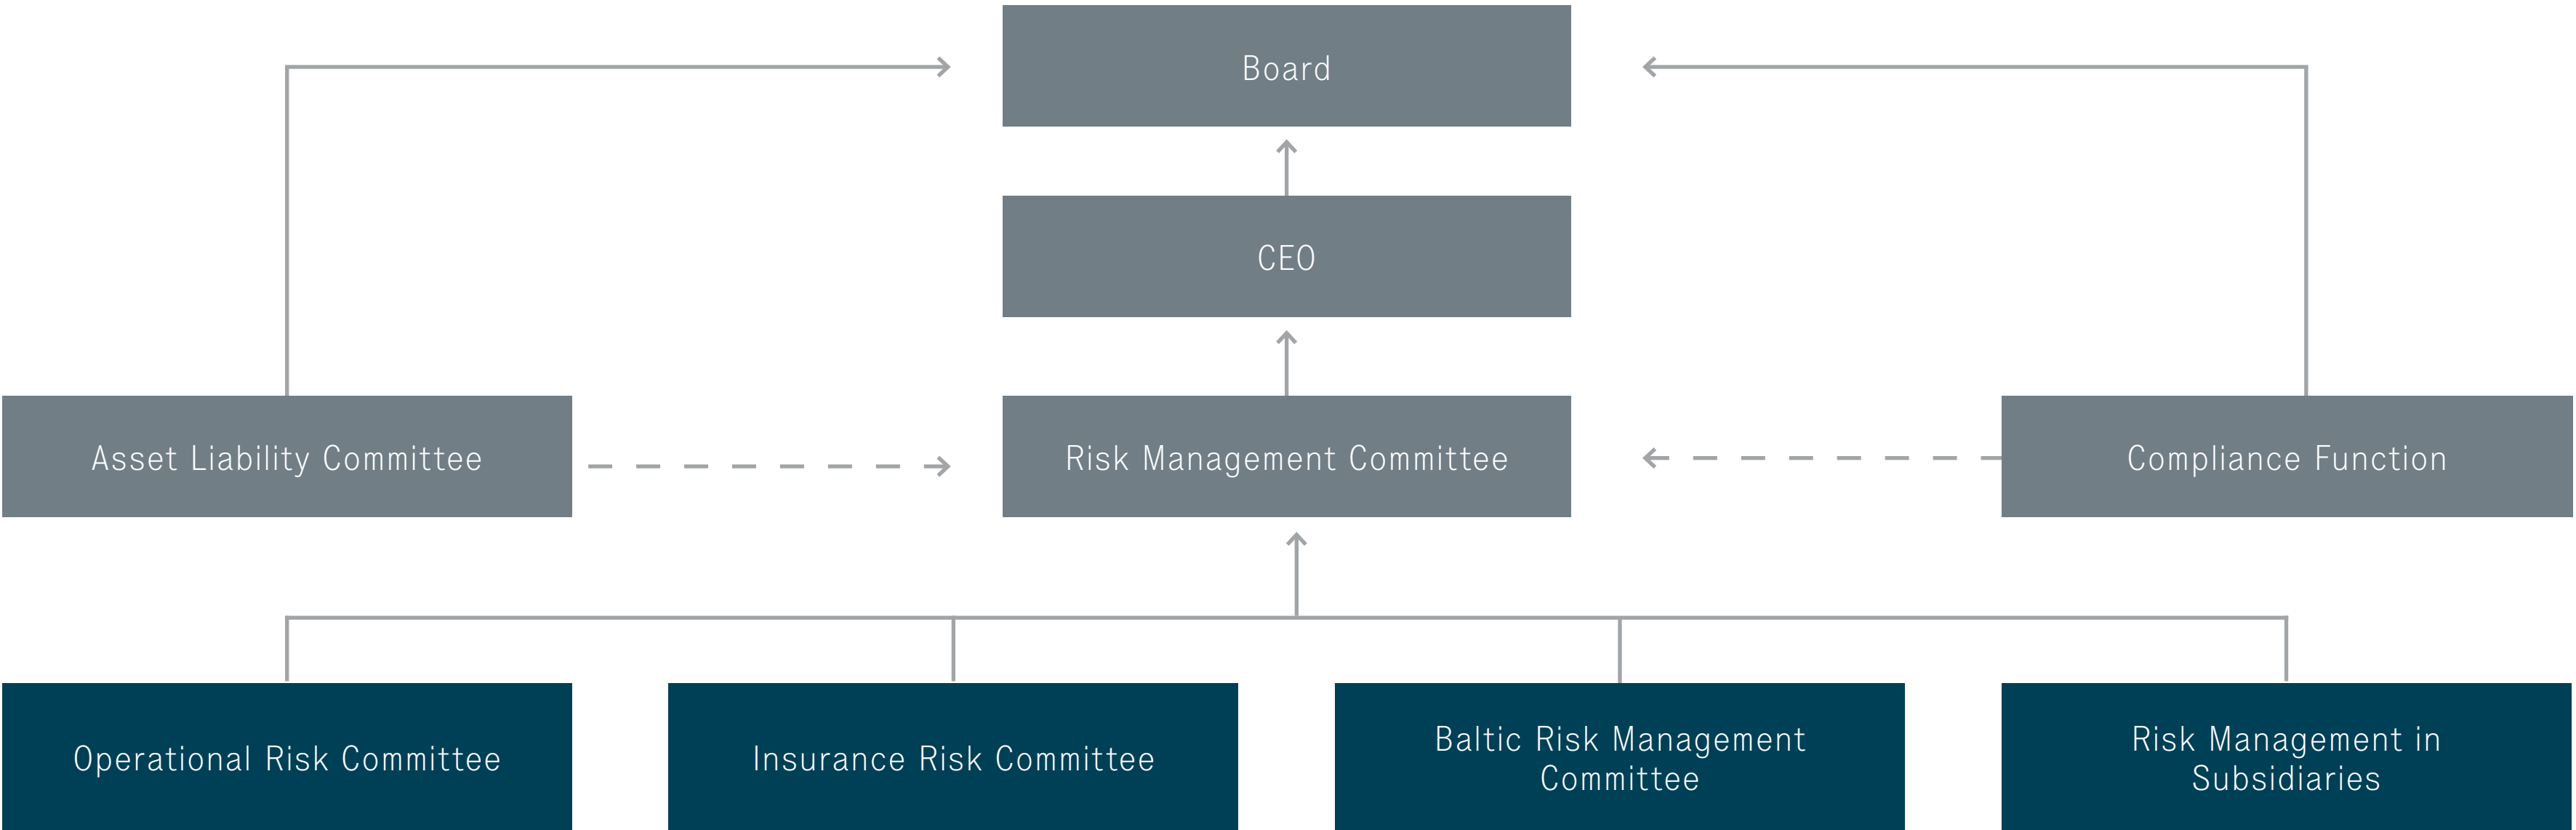 Board
CEO
Asset Liability Committee
Risk Management Committee
Compliance Function
Operational Risk Committee
Insurance Risk Committee
Baltic Risk Management
Committee
Risk Management in
Subsidiaries